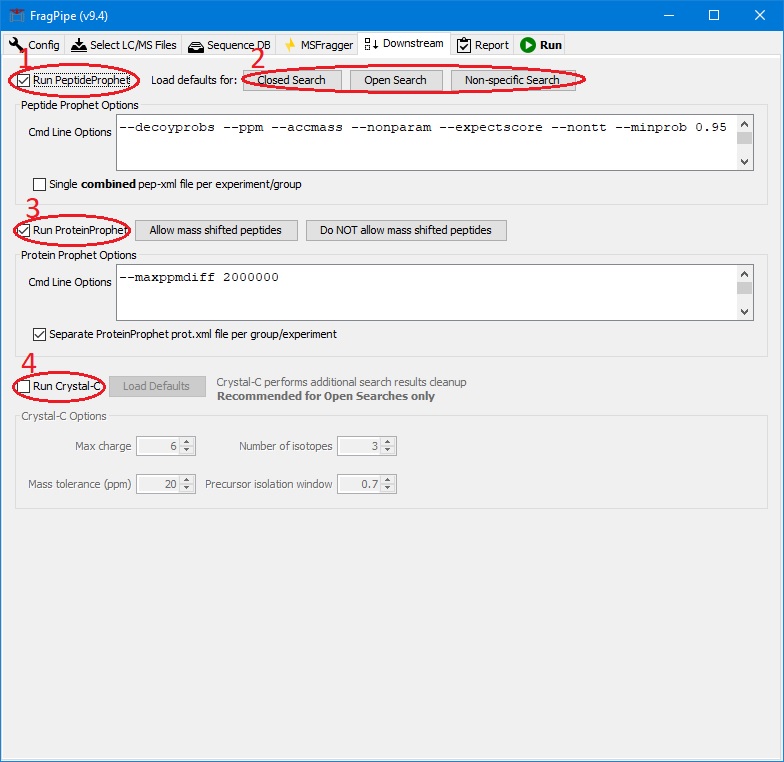 FragPipe (v9.4)
Config Select LC/MS Files Sequence DB MSFragger Downstream Report Run
1 2
Run PeptideProphet Load defaults for: Closed Search Open Search Non-specific Search
Peptide Prophet Options
Cmd Line Options --decoyprobs --ppm --accmass --nonparam --expectscore --nontt --minprob 0.95
Single combined pep-xml file per experiment/group
3
Run ProteinProphet Allow mass shifted peptides Do NOT allow mass shifted peptides
Protein Prophet Options
Cmd Line Options --maxppmdiff 2000000
Separate ProteinProphet prot.xml file per group/experiment
4
Run Crystal-C Load Defaults Crystal-C performs additional search results cleanup
Recommended for Open Searches only
Crystal-C Options
Max charge 6 Number of isotopes 3
Mass tolerance (ppm) 20 Precursor isolation window 0.7